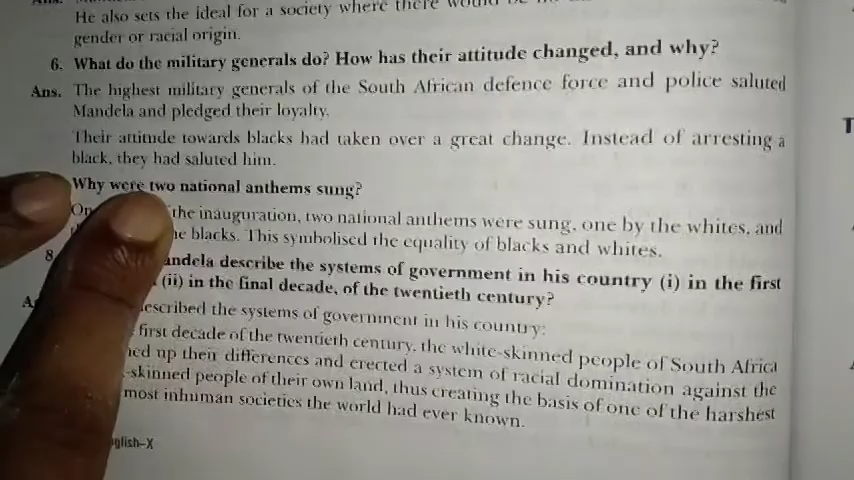 He also sets the ideal for a society where there would be
gender or racial origin.
6. What do the military generals do? How has their attitude changed, and why?
Ans. The highest military generals of the South African defence force and police saluted
Mandela and pledged their loyalty.
Their attitude towards blacks had taken over a great change. Instead of arresting a
black, they had saluted him.
Why were two national anthems sung?
On the inauguration, two national anthems were sung, one by the whites, and
blacks. This symbolised the equality of blacks and whites.
8 andela describe the systems of government in his country (i) in the first
(ii) in the final decade, of the twentieth century?
escribed the systems of government in his country:
first decade of the twentieth century, the white-skinned people of South Africa
ed up their differences and erected a system of racial domination against the
-skinned people of their own land, thus creating the basis of one of the harshest
most inhuman societies the world had ever known.
glish-X
T